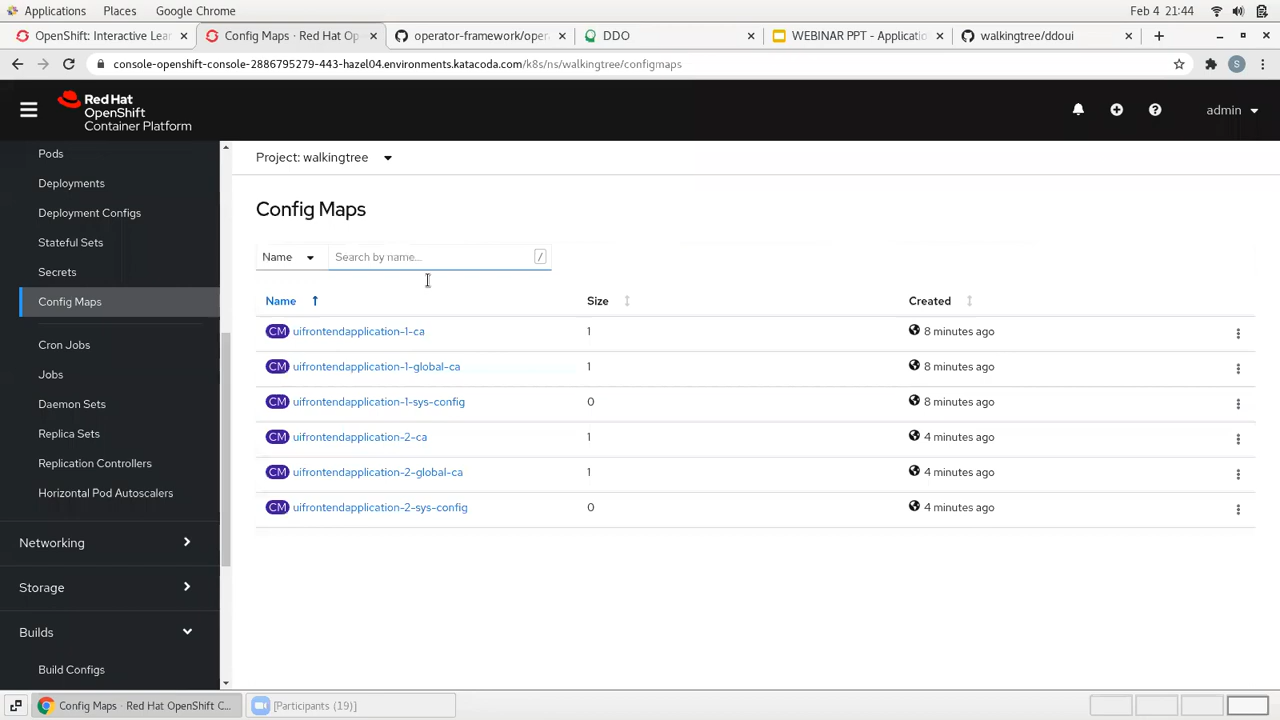 Applications Places Google Chrome Feb 4 21:44
OpenShift: Interactive Lear Config Maps · Red Hat Op operator-framework/oper DDO WEBINAR PPT - Applicatio walkingtree/ddoui
console-openshift-console-2886795279-443-hazel04.environments.katacoda.com/k8s/ns/walkingtree/configmaps S
Red Hat
OpenShift
Container Platform
admin
Pods
Deployments
Deployment Configs
Stateful Sets
Secrets
Config Maps
Cron Jobs
Jobs
Daemon Sets
Replica Sets
Replication Controllers
Horizontal Pod Autoscalers
Networking
Storage
Builds
Build Configs
Project: walkingtree
Config Maps
Name Search by name... /
Name Size Created
CM uifrontendapplication-1-ca 1 8 minutes ago
CM uifrontendapplication-1-global-ca 1 8 minutes ago
CM uifrontendapplication-1-sys-config 0 8 minutes ago
CM uifrontendapplication-2-ca 1 4 minutes ago
CM uifrontendapplication-2-global-ca 1 4 minutes ago
CM uifrontendapplication-2-sys-config 0 4 minutes ago
Config Maps · Red Hat OpenShift C... [Participants (19)]